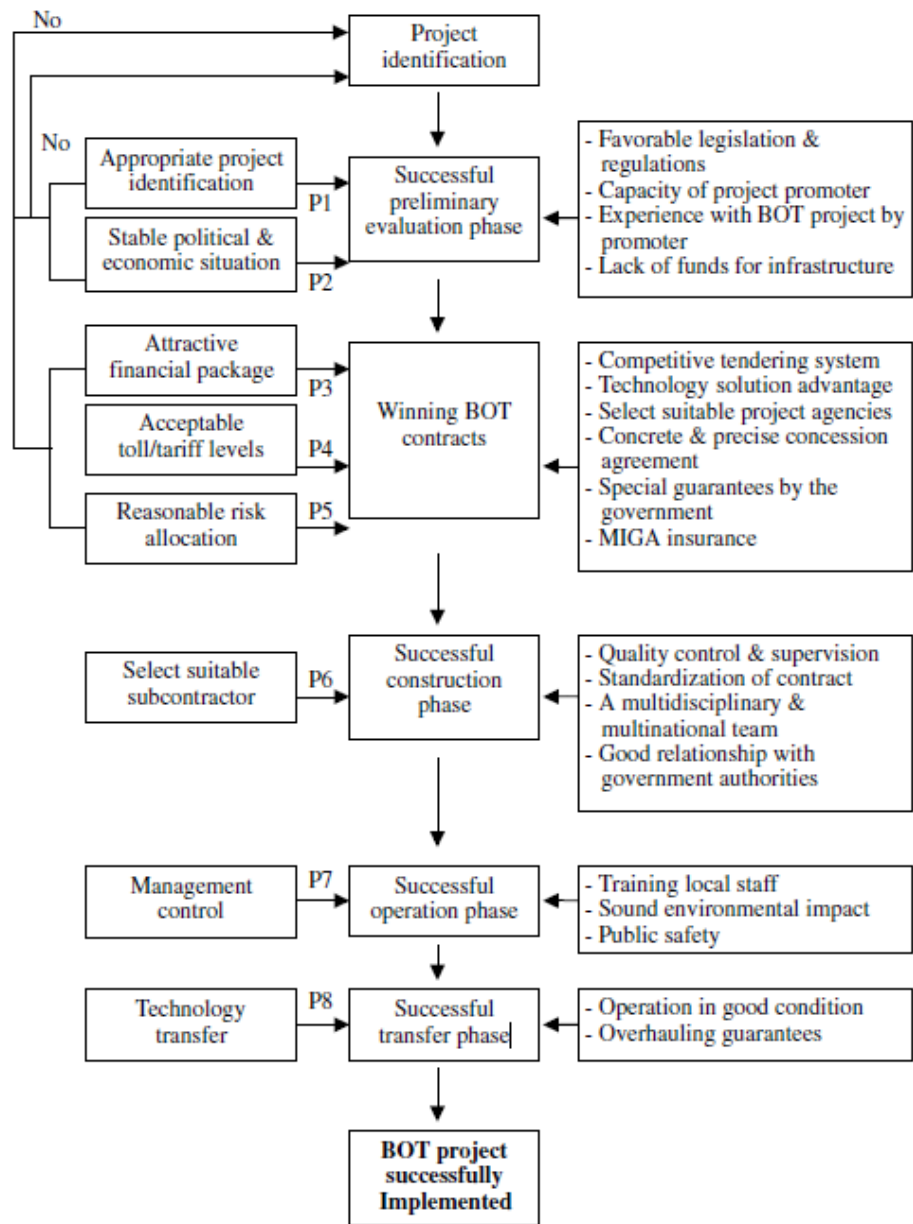 No
Project
identification
No
Appropriate project
identification
P1
Stable political &
economic situation
P2
Successful
preliminary
evaluation phase
- Favorable legislation &
regulations
- Capacity of project promoter
- Experience with BOT project by
promoter
- Lack of funds for infrastructure
Attractive
financial package
P3
Acceptable
toll/tariff levels
P4
Reasonable risk
allocation
P5
Winning BOT
contracts
- Competitive tendering system
- Technology solution advantage
- Select suitable project agencies
- Concrete & precise concession
agreement
- Special guarantees by the
government
- MIGA insurance
Select suitable
subcontractor
P6
Successful
construction
phase
- Quality control & supervision
- Standardization of contract
- A multidisciplinary &
multinational team
- Good relationship with
government authorities
Management
control
P7
Successful
operation phase
- Training local staff
- Sound environmental impact
- Public safety
Technology
transfer
P8
Successful
transfer phase
- Operation in good condition
- Overhauling guarantees
BOT project
successfully
Implemented